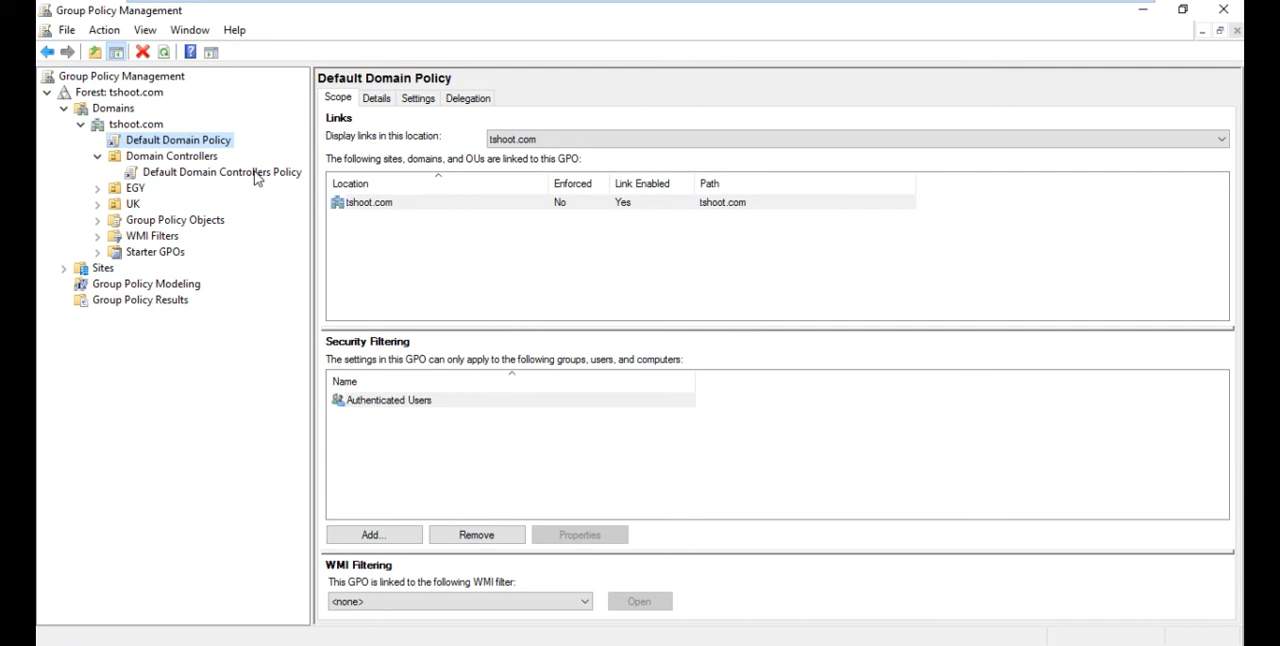 Group Policy Management
File Action View Window Help
Group Policy Management
Forest: tshoot.com
Domains
tshoot.com
Default Domain Policy
Domain Controllers
Default Domain Controllers Policy
EGY
UK
Group Policy Objects
WMI Filters
Starter GPOs
Sites
Group Policy Modeling
Group Policy Results
Default Domain Policy
Scope Details Settings Delegation
Links
Display links in this location: tshoot.com
The following sites, domains, and OUs are linked to this GPO:
Location Enforced Link Enabled Path
tshoot.com No Yes tshoot.com
Security Filtering
The settings in this GPO can only apply to the following groups, users, and computers:
Name
Authenticated Users
Add... Remove Properties
WMI Filtering
This GPO is linked to the following WMI filter:
<none> Open